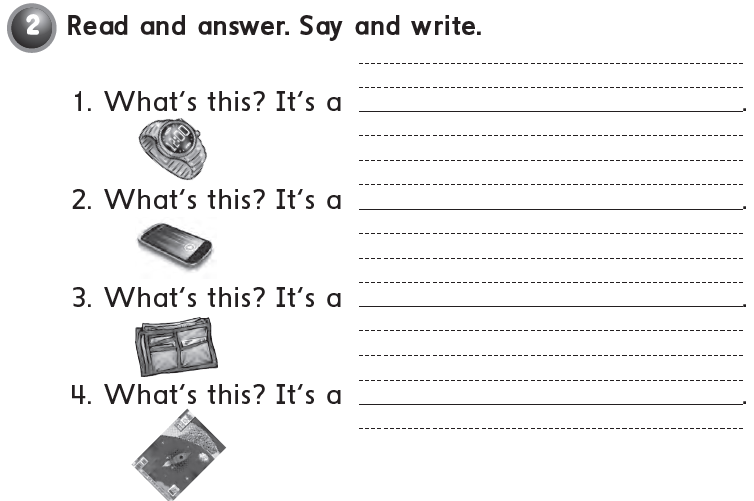 2 Read and answer. Say and write.
1. What's this? It's a .
2. What's this? It's a .
3. What's this? It's a .
4. What's this? It's a .